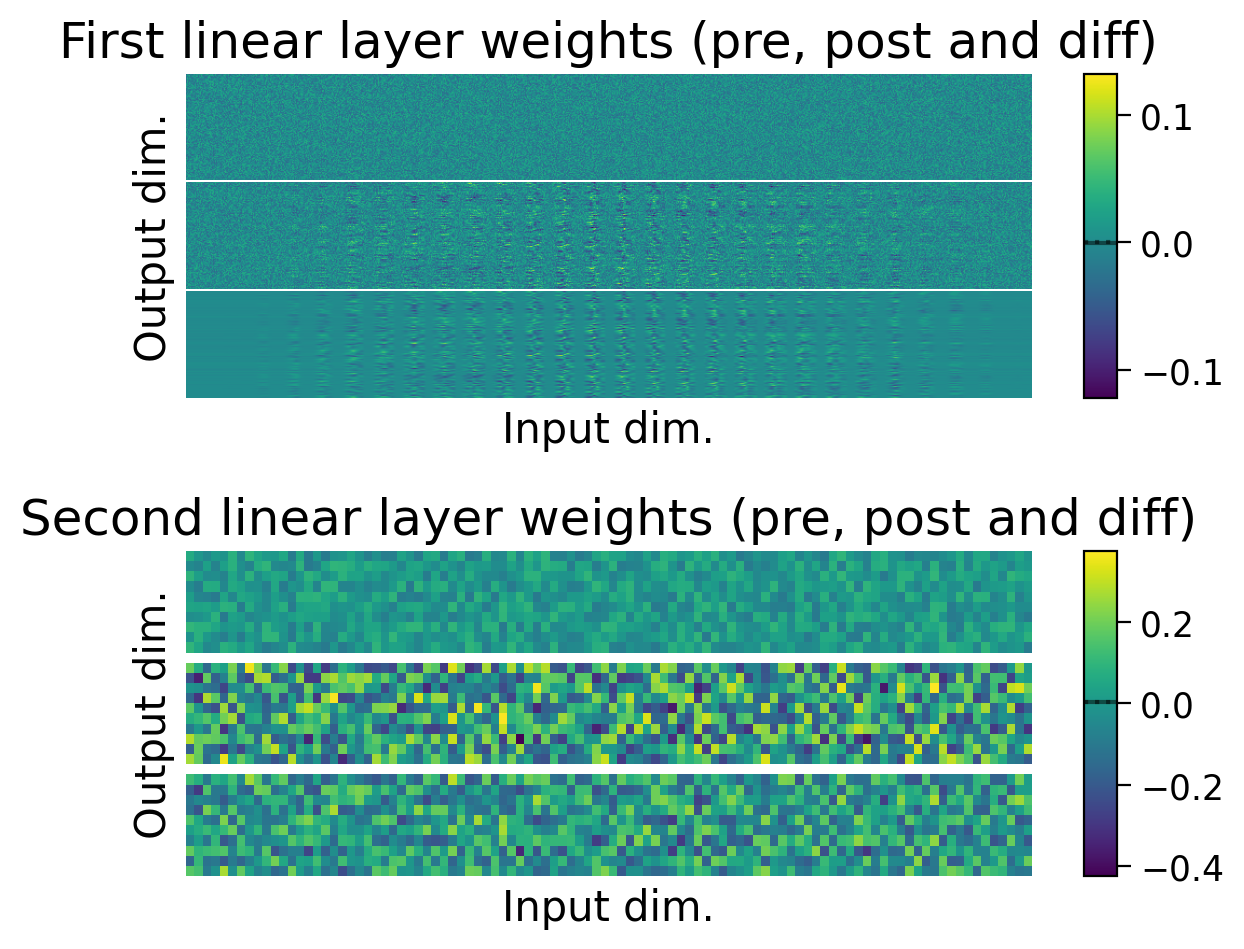 First linear layer weights (pre, post and diff)
Output dim.
0.1
0.0
−0.1
Input dim.
Second linear layer weights (pre, post and diff)
Output dim.
0.2
0.0
−0.2
−0.4
Input dim.